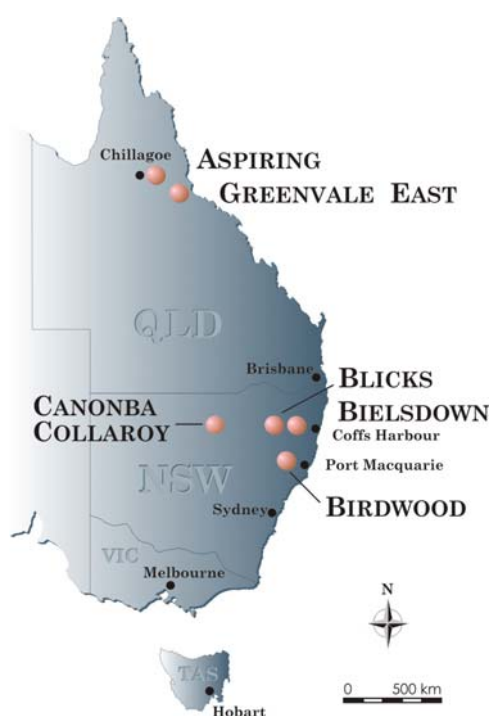 Chillagoe
ASPIRING
GREENVALE EAST
QLD
Brisbane
BLICKS
BIELSDOWN
CANONBA
COLLAROY
Coffs Harbour
Port Macquarie
NSW
BIRDWOOD
Sydney
VIC
Melbourne
N
TAS
0 500 km
Hobart